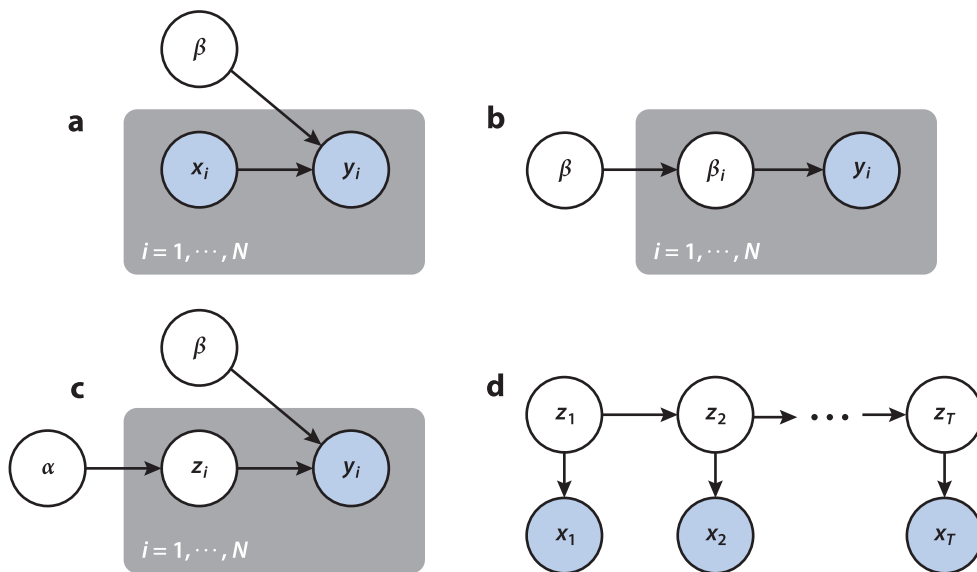 a
β
x_i
y_i
i = 1, ⋯, N
b
β
β_i
y_i
i = 1, ⋯, N
c
β
α
z_i
y_i
i = 1, ⋯, N
d
z_1
z_2
• • •
z_T
x_1
x_2
x_T